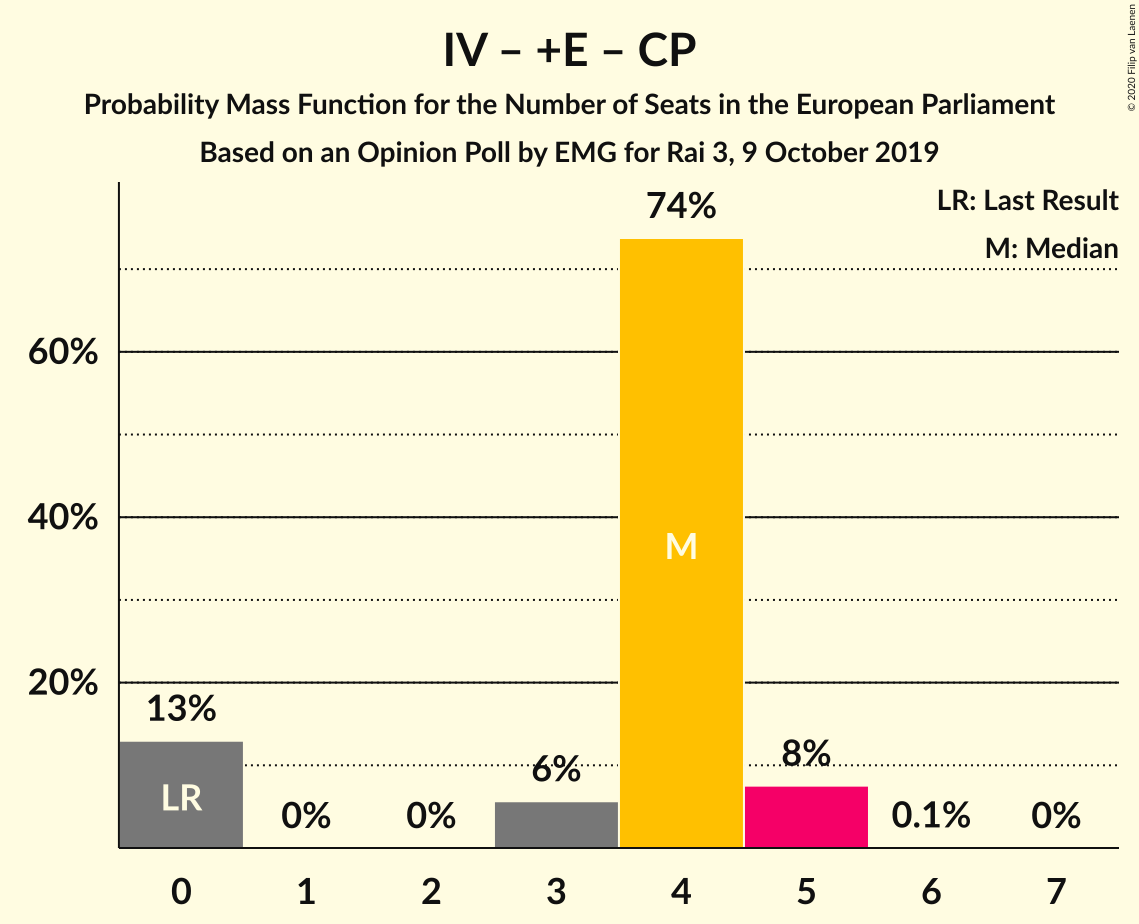 IV – +E – CP
Probability Mass Function for the Number of Seats in the European Parliament
Based on an Opinion Poll by EMG for Rai 3, 9 October 2019
© 2020 Filip van Laenen
LR: Last Result
M: Median
74%
60%
40%
20%
M
13%
LR
0%
0%
6%
8%
0.1%
0%
0 1 2 3 4 5 6 7